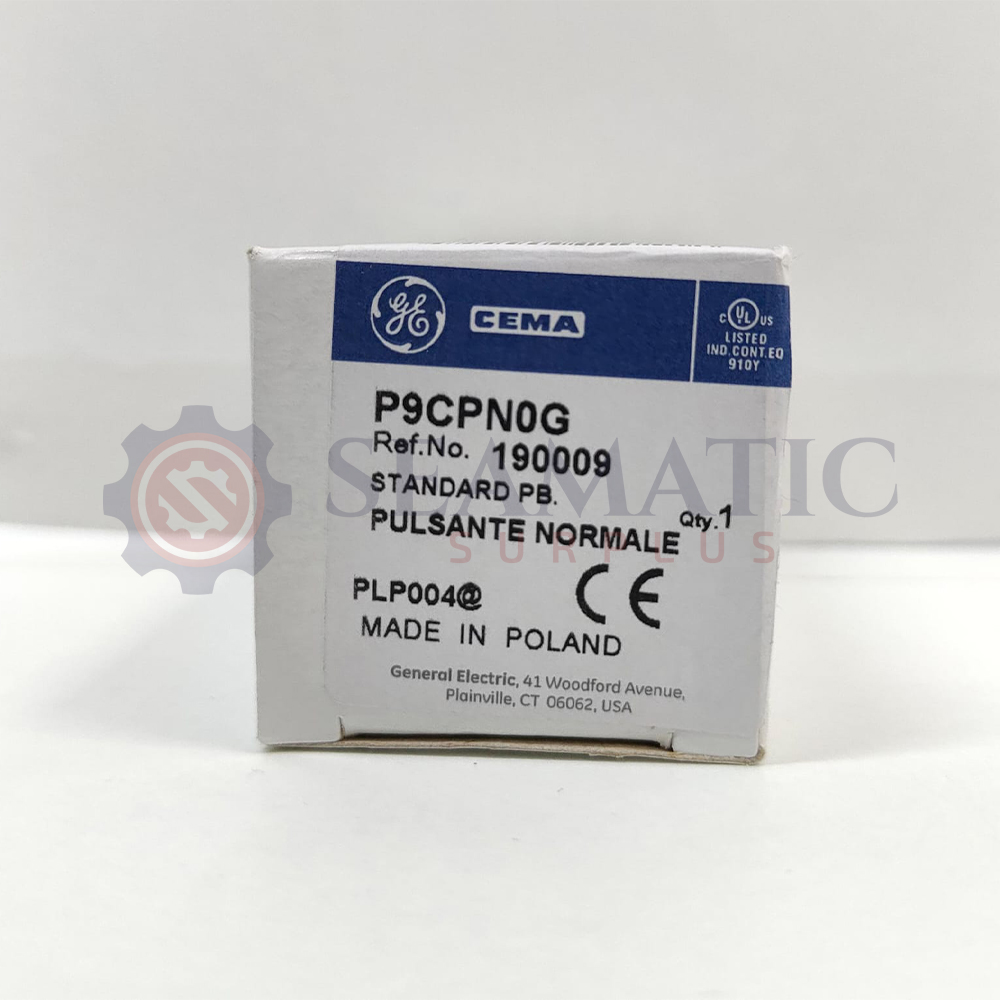 GE CEMA
C UL US
LISTED
IND.CONT.EQ
910Y
P9CPN0G
Ref.No. 190009
STANDARD PB.
PULSANTE NORMALE Qty.1
PLP004@ CE
MADE IN POLAND
General Electric, 41 Woodford Avenue,
Plainville, CT 06062, USA
SEAMATIC
SURPLUS